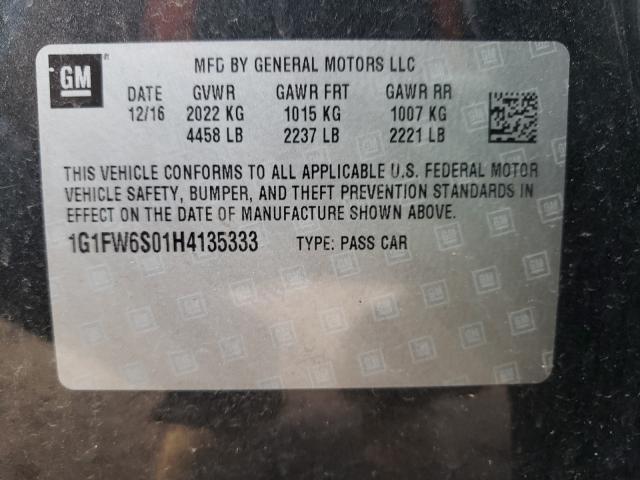 GM
MFD BY GENERAL MOTORS LLC
DATE GVWR GAWR FRT GAWR RR
12/16 2022 KG 1015 KG 1007 KG
4458 LB 2237 LB 2221 LB
THIS VEHICLE CONFORMS TO ALL APPLICABLE U.S. FEDERAL MOTOR
VEHICLE SAFETY, BUMPER, AND THEFT PREVENTION STANDARDS IN
EFFECT ON THE DATE OF MANUFACTURE SHOWN ABOVE.
1G1FW6S01H4135333 TYPE: PASS CAR